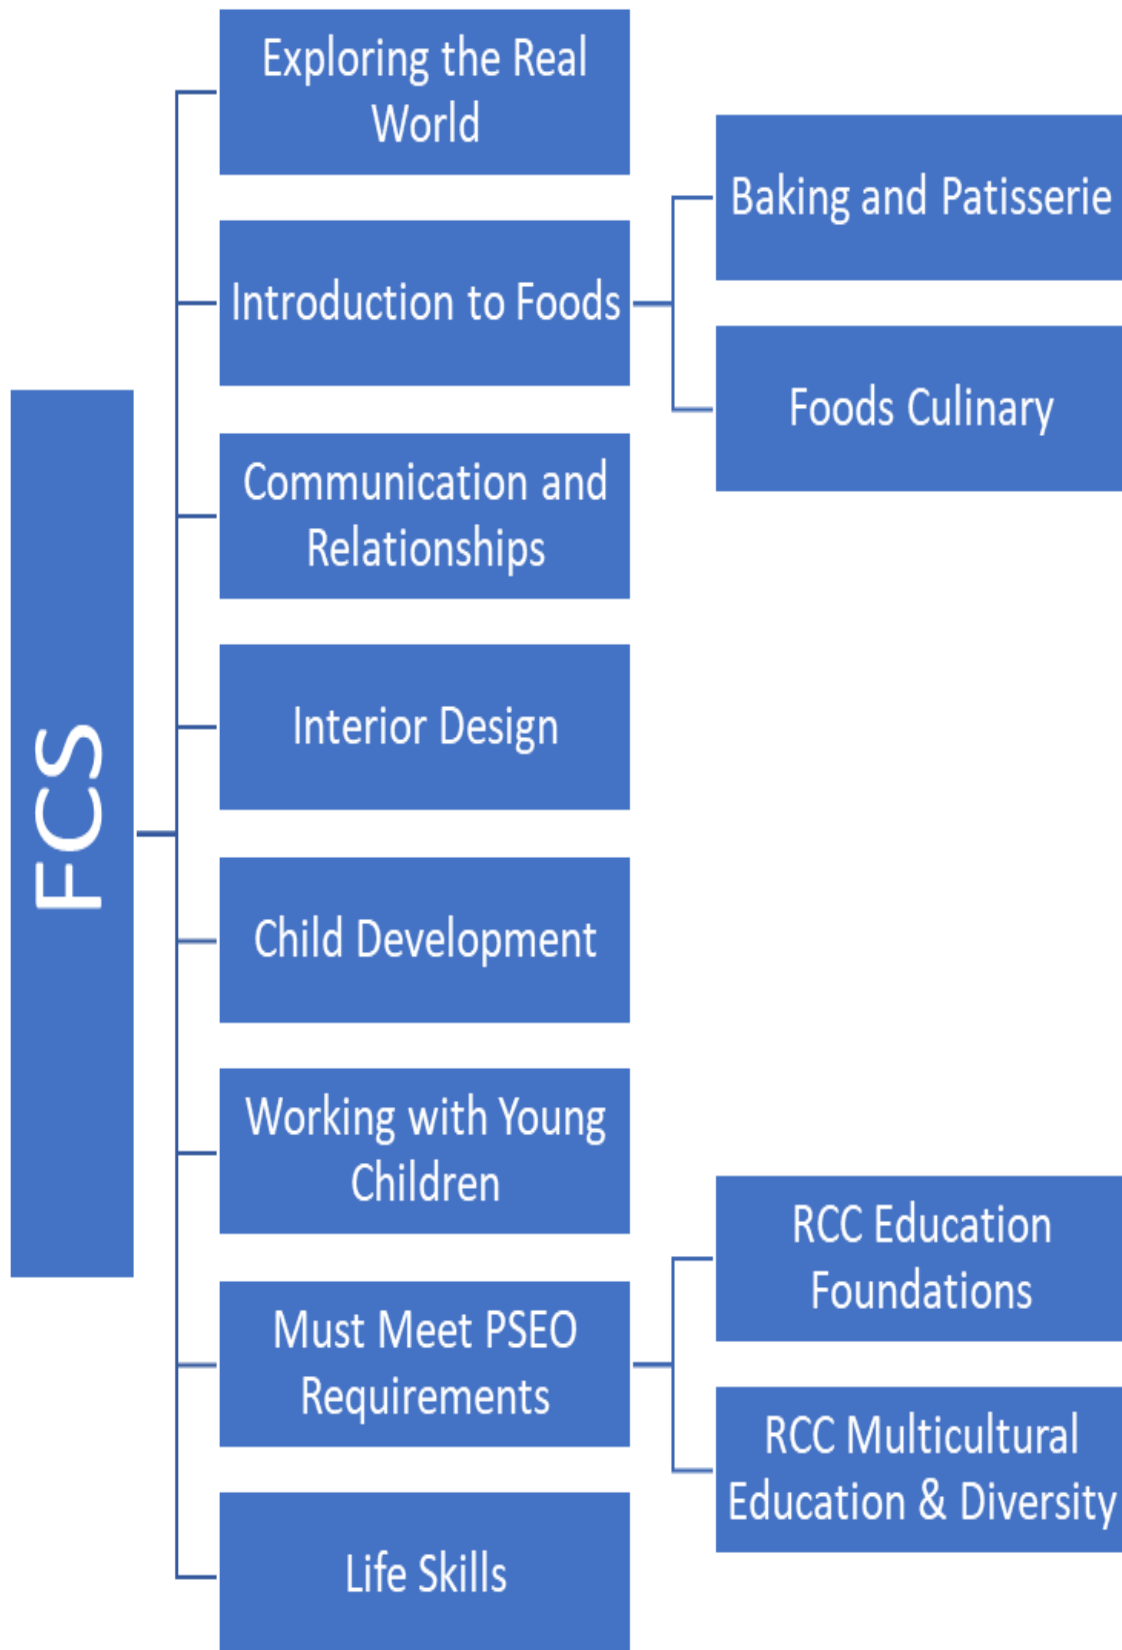 FCS
Exploring the Real
World
Introduction to Foods
Baking and Patisserie
Foods Culinary
Communication and
Relationships
Interior Design
Child Development
Working with Young
Children
Must Meet PSEO
Requirements
RCC Education
Foundations
RCC Multicultural
Education & Diversity
Life Skills